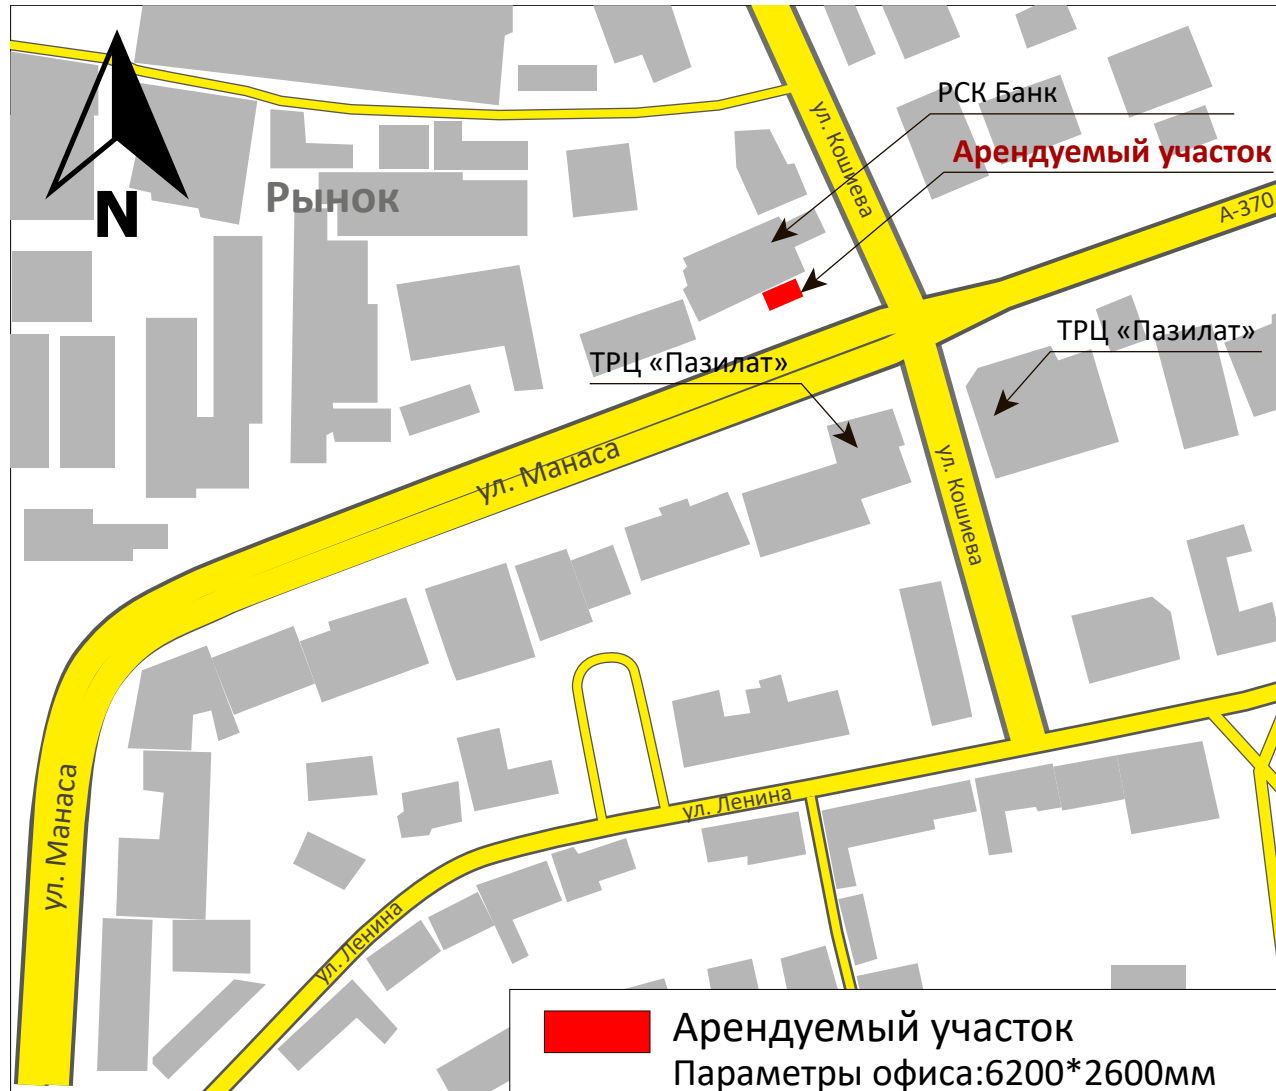 РСК Банк
ул. Кошиева
Арендуемый участок
Рынок
N
А-370
ТРЦ «Пазилат»
ТРЦ «Пазилат»
ул. Манаса
ул. Кошиева
ул. Манаса
ул. Ленина
ул. Ленина
Арендуемый участок
Параметры офиса:6200*2600мм